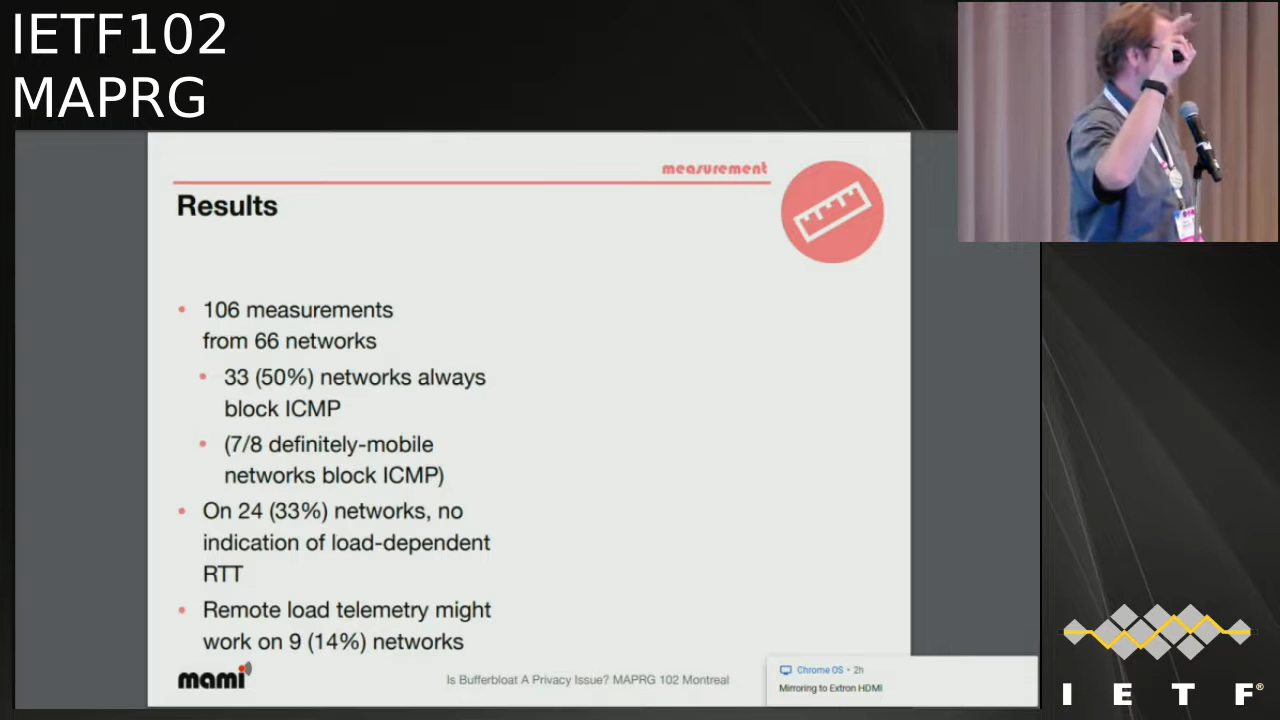 IETF102
MAPRG
measurement
Results
• 106 measurements
from 66 networks
• 33 (50%) networks always
block ICMP
• (7/8 definitely-mobile
networks block ICMP)
• On 24 (33%) networks, no
indication of load-dependent
RTT
• Remote load telemetry might
work on 9 (14%) networks
mami
Is Bufferbloat A Privacy Issue? MAPRG 102 Montreal
Chrome OS • 2h
Mirroring to Extron HDMI
I E T F®